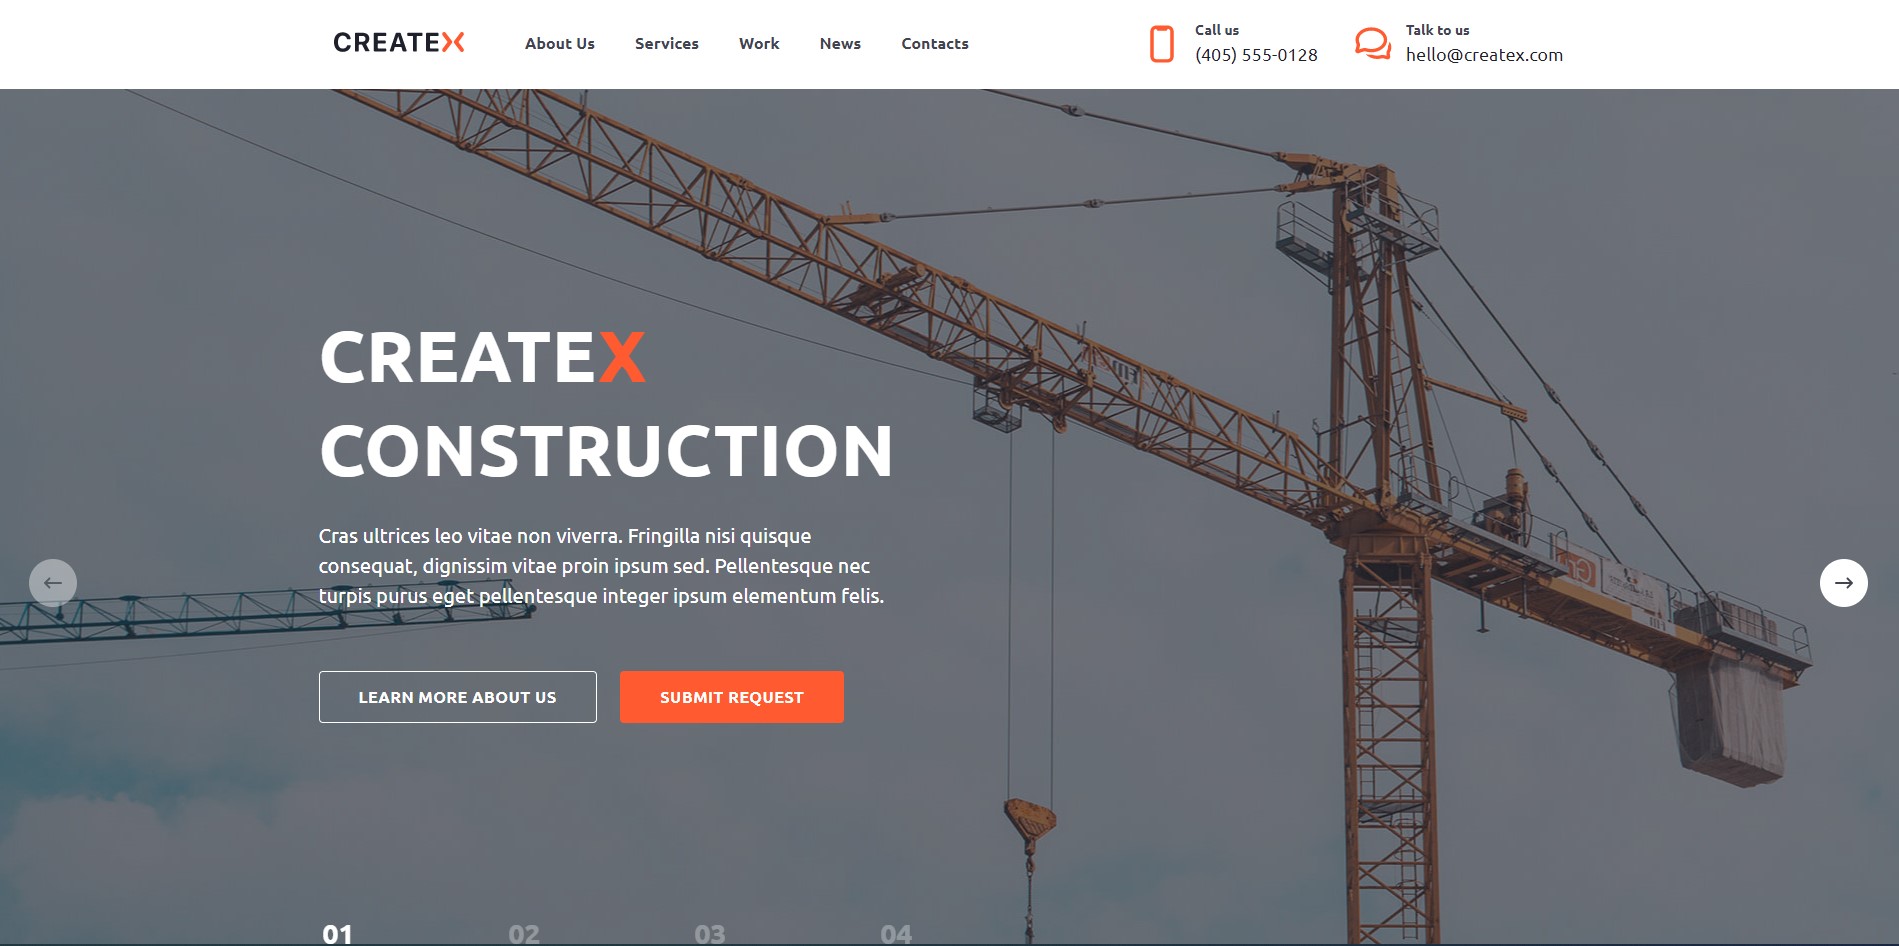 CREATEX
About Us
Services
Work
News
Contacts
Call us
(405) 555-0128
Talk to us
hello@createx.com
CREATEX
CONSTRUCTION
Cras ultrices leo vitae non viverra. Fringilla nisi quisque
consequat, dignissim vitae proin ipsum sed. Pellentesque nec
turpis purus eget pellentesque integer ipsum elementum felis.
LEARN MORE ABOUT US
SUBMIT REQUEST
01
02
03
04